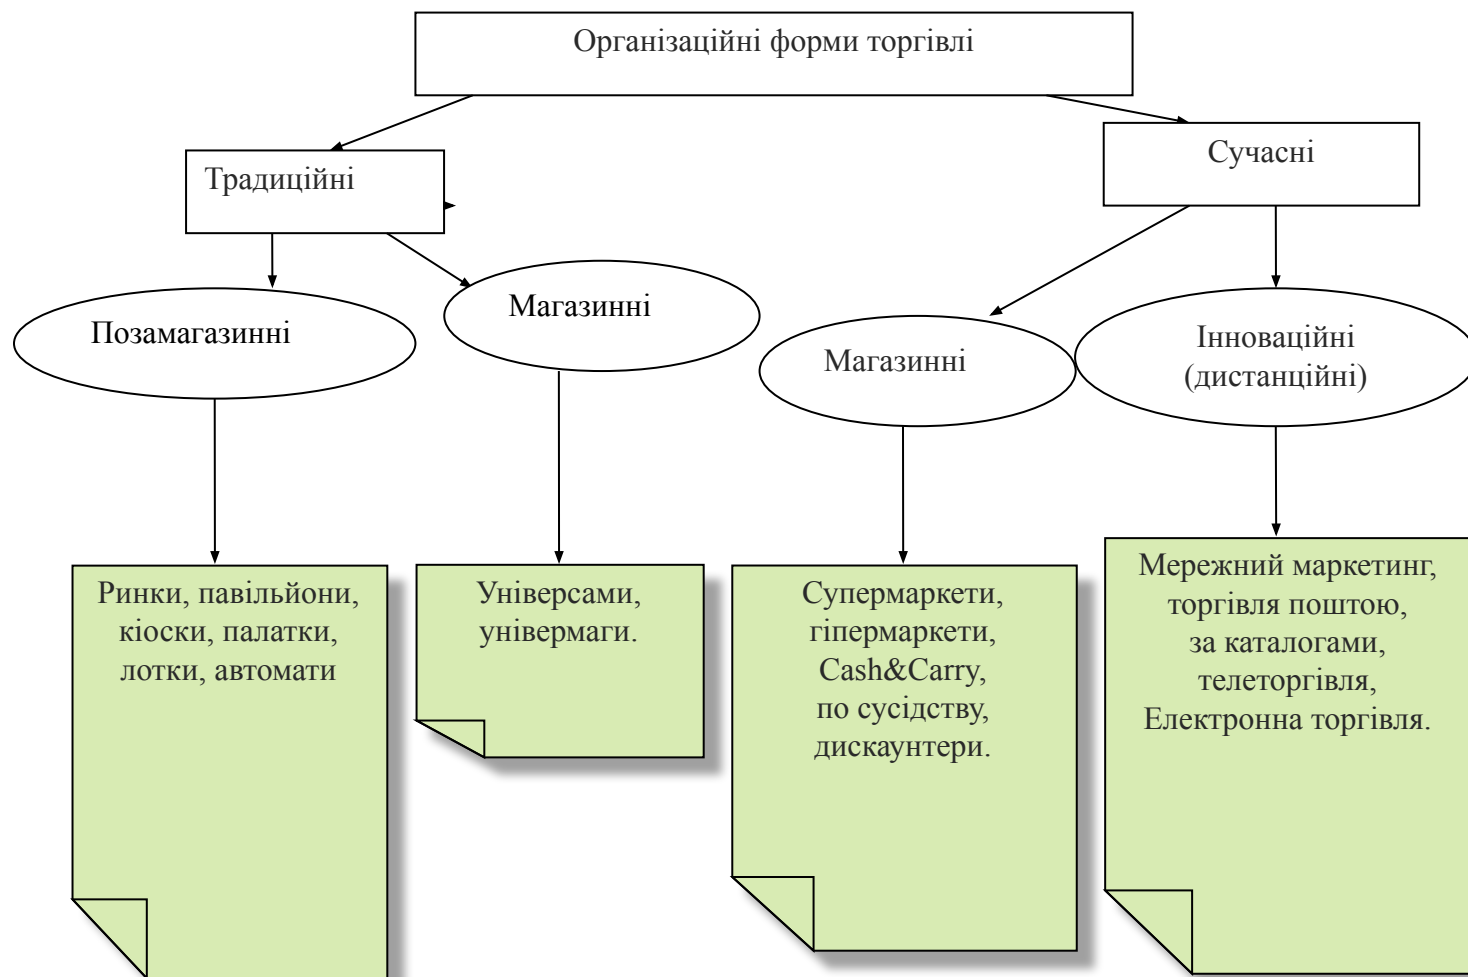 Організаційні форми торгівлі
Традиційні
Сучасні
Позамагазинні
Магазинні
Магазинні
Інноваційні
(дистанційні)
Ринки, павільйони,
кіоски, палатки,
лотки, автомати
Універсами,
універмаги.
Супермаркети,
гіпермаркети,
Cash&Carry,
по сусідству,
дискаунтери.
Мережний маркетинг,
торгівля поштою,
за каталогами,
телеторгівля,
Електронна торгівля.